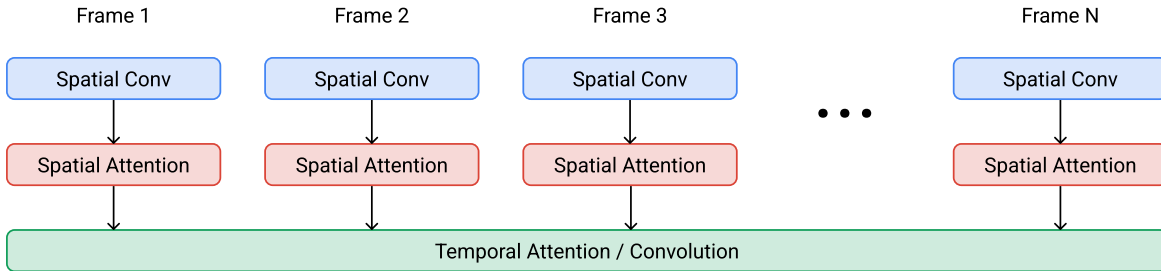 Frame 1 Frame 2 Frame 3 Frame N
Spatial Conv Spatial Conv Spatial Conv Spatial Conv
Spatial Attention Spatial Attention Spatial Attention Spatial Attention
Temporal Attention / Convolution